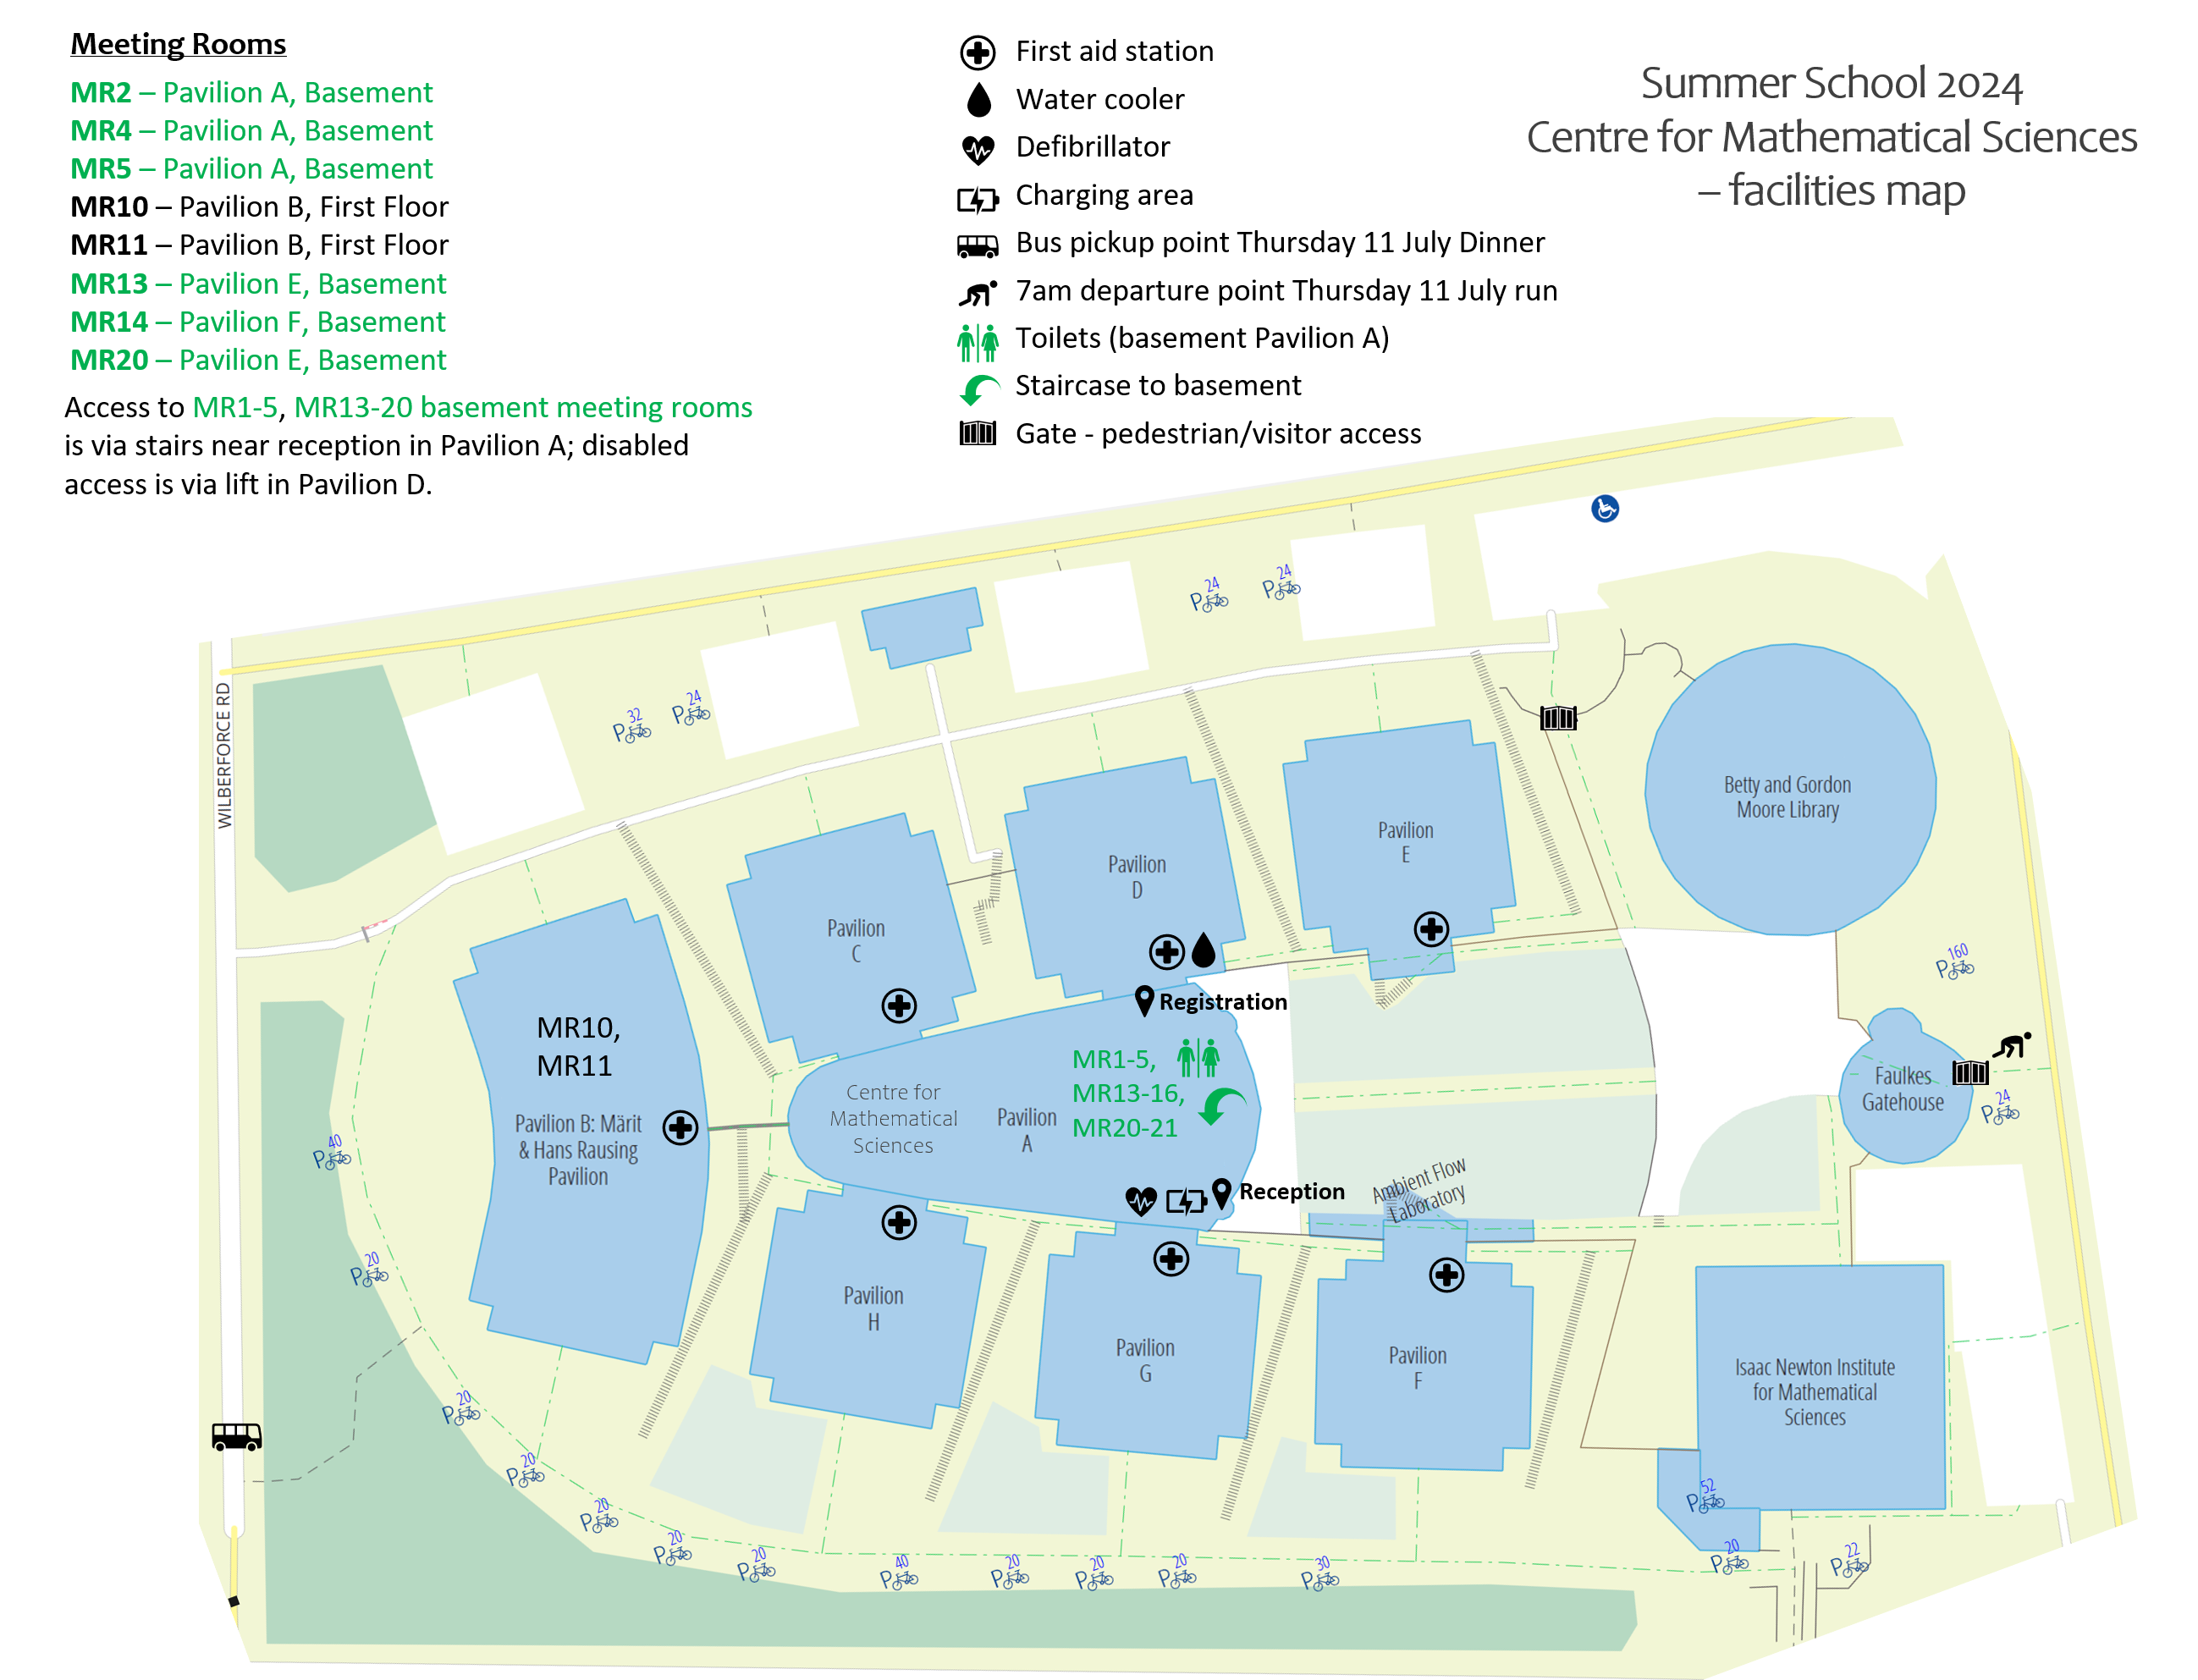 Meeting Rooms
MR2 – Pavilion A, Basement
MR4 – Pavilion A, Basement
MR5 – Pavilion A, Basement
MR10 – Pavilion B, First Floor
MR11 – Pavilion B, First Floor
MR13 – Pavilion E, Basement
MR14 – Pavilion F, Basement
MR20 – Pavilion E, Basement
Access to MR1-5, MR13-20 basement meeting rooms
is via stairs near reception in Pavilion A; disabled
access is via lift in Pavilion D.
First aid station
Water cooler
Defibrillator
Charging area
Bus pickup point Thursday 11 July Dinner
7am departure point Thursday 11 July run
Toilets (basement Pavilion A)
Staircase to basement
Gate - pedestrian/visitor access
Summer School 2024
Centre for Mathematical Sciences
– facilities map
24
P
24
P
32
P
24
P
WILBERFORCE RD
Betty and Gordon
Moore Library
Pavilion
E
Pavilion
D
Pavilion
C
160
P
Registration
MR10,
MR11
MR1-5,
MR13-16,
MR20-21
Centre for
Mathematical
Sciences
Pavilion
A
Pavilion B: Märit
& Hans Rausing
Pavilion
Faulkes
Gatehouse
24
P
40
P
Reception
Ambient Flow
Laboratory
20
P
Pavilion
H
Pavilion
G
Pavilion
F
Isaac Newton Institute
for Mathematical
Sciences
20
P
20
P
52
P
20
P
20
P
20
P
40
P
20
P
20
P
20
P
30
P
20
P
22
P